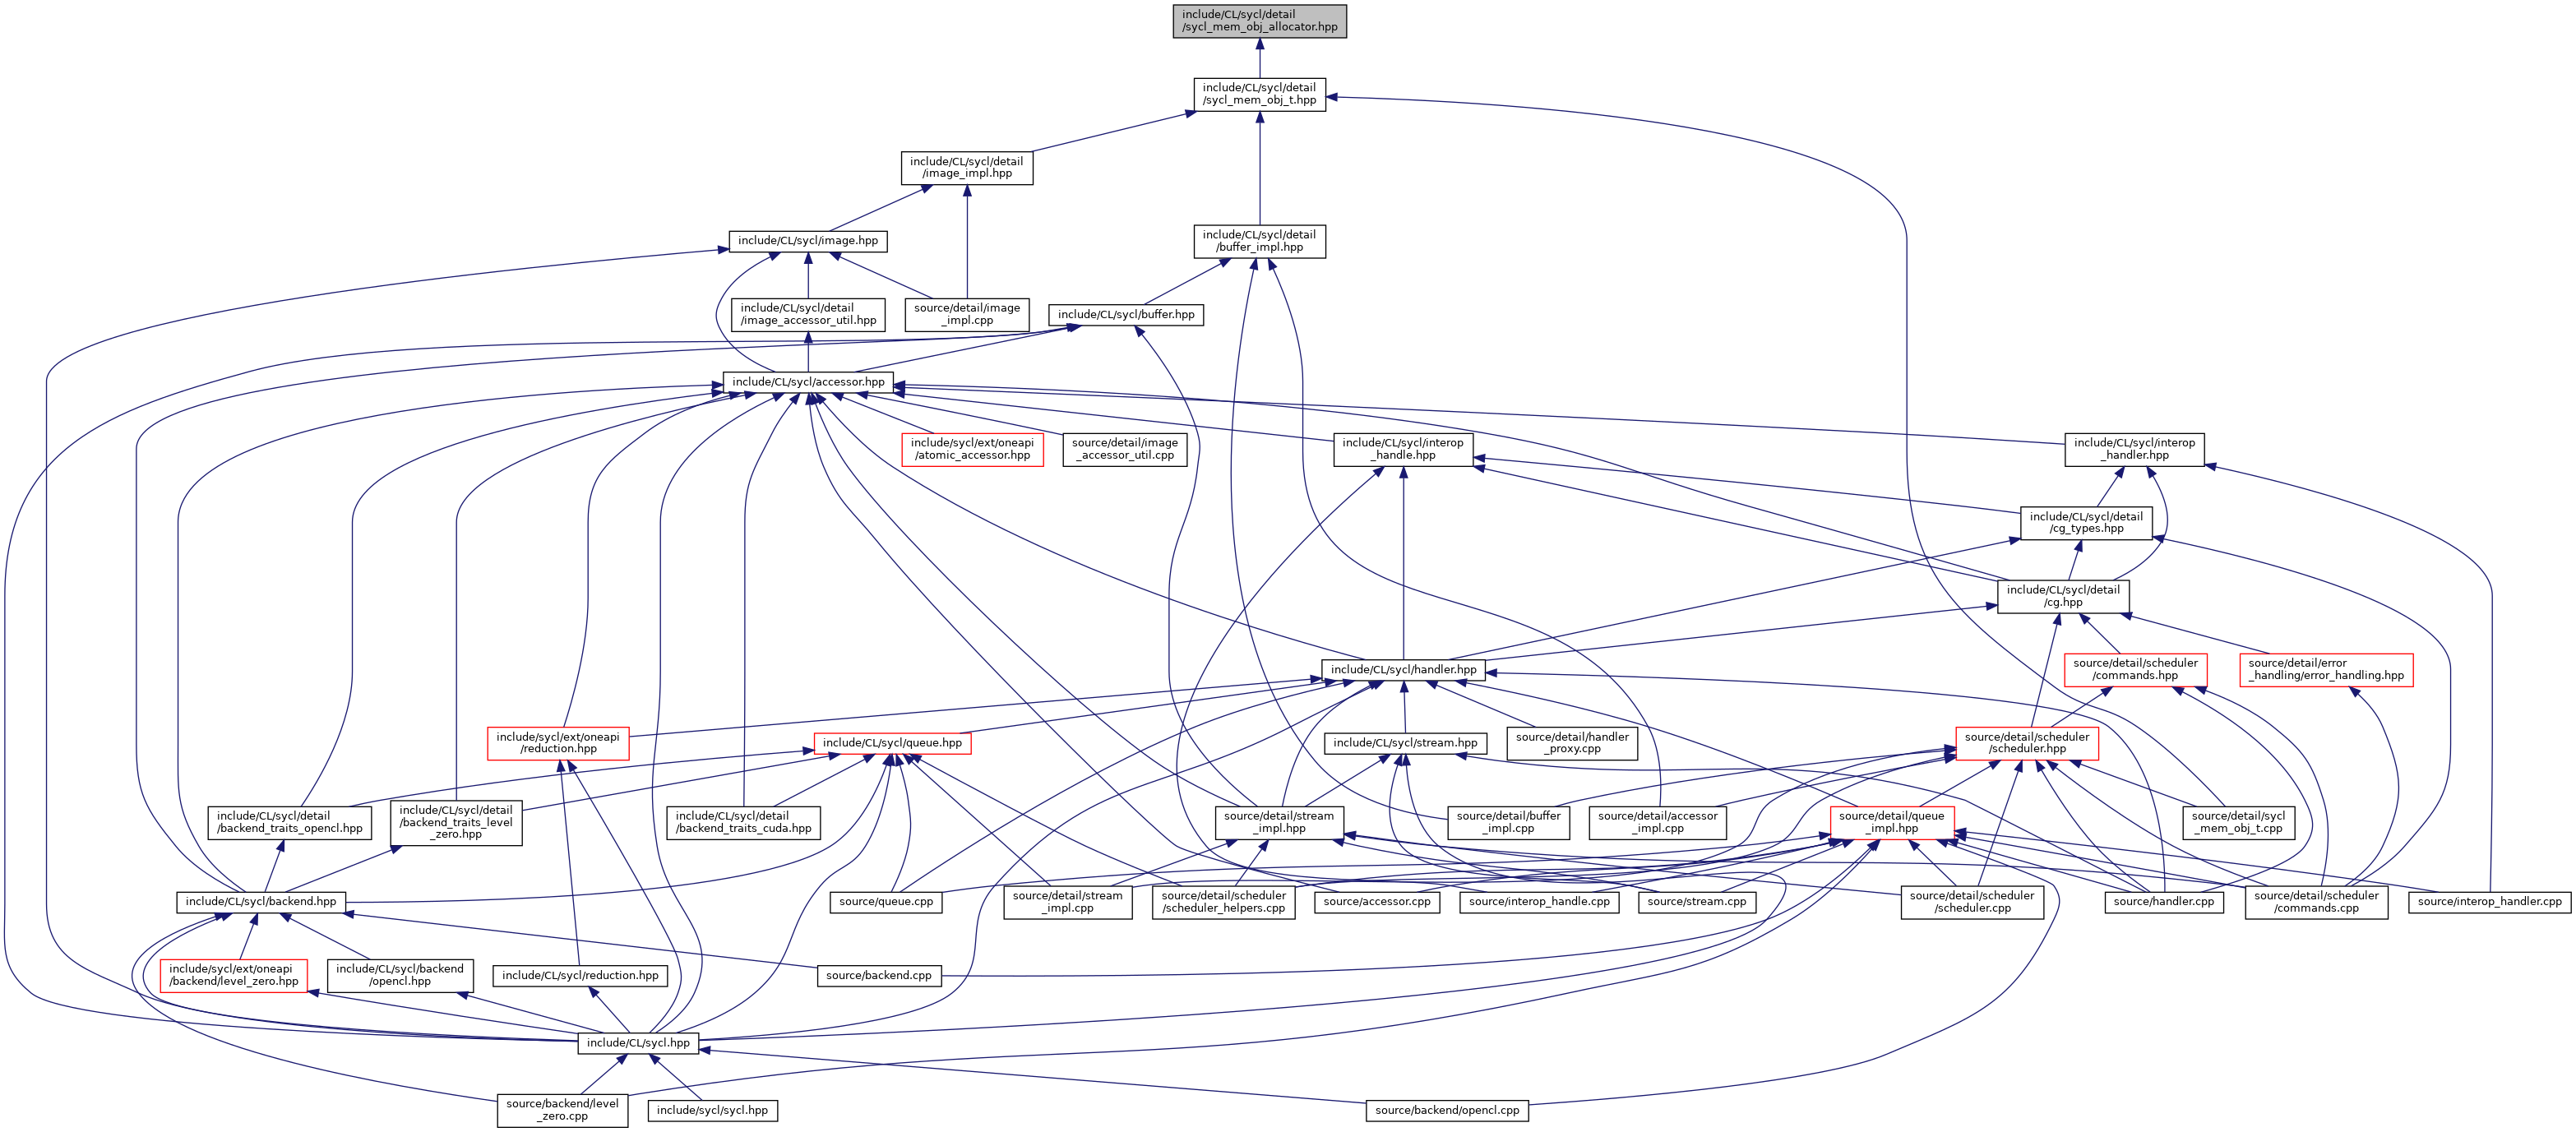 include/CL/sycl/detail
/sycl_mem_obj_allocator.hpp
include/CL/sycl/detail
/sycl_mem_obj_t.hpp
include/CL/sycl/detail
/image_impl.hpp
include/CL/sycl/image.hpp
include/CL/sycl/detail
/buffer_impl.hpp
include/CL/sycl/detail
/image_accessor_util.hpp
source/detail/image
_impl.cpp
include/CL/sycl/buffer.hpp
include/CL/sycl/accessor.hpp
include/sycl/ext/oneapi
/atomic_accessor.hpp
source/detail/image
_accessor_util.cpp
include/CL/sycl/interop
_handle.hpp
include/CL/sycl/interop
_handler.hpp
include/CL/sycl/detail
/cg_types.hpp
include/CL/sycl/detail
/cg.hpp
include/CL/sycl/handler.hpp
source/detail/scheduler
/commands.hpp
source/detail/error
_handling/error_handling.hpp
include/sycl/ext/oneapi
/reduction.hpp
include/CL/sycl/queue.hpp
include/CL/sycl/stream.hpp
source/detail/handler
_proxy.cpp
source/detail/scheduler
/scheduler.hpp
include/CL/sycl/detail
/backend_traits_opencl.hpp
include/CL/sycl/detail
/backend_traits_level
_zero.hpp
include/CL/sycl/detail
/backend_traits_cuda.hpp
source/detail/stream
_impl.hpp
source/detail/buffer
_impl.cpp
source/detail/accessor
_impl.cpp
source/detail/queue
_impl.hpp
source/detail/sycl
_mem_obj_t.cpp
include/CL/sycl/backend.hpp
source/queue.cpp
source/detail/stream
_impl.cpp
source/detail/scheduler
/scheduler_helpers.cpp
source/accessor.cpp
source/interop_handle.cpp
source/stream.cpp
source/detail/scheduler
/scheduler.cpp
source/handler.cpp
source/detail/scheduler
/commands.cpp
source/interop_handler.cpp
include/sycl/ext/oneapi
/backend/level_zero.hpp
include/CL/sycl/backend
/opencl.hpp
include/CL/sycl/reduction.hpp
source/backend.cpp
include/CL/sycl.hpp
source/backend/level
_zero.cpp
include/sycl/sycl.hpp
source/backend/opencl.cpp